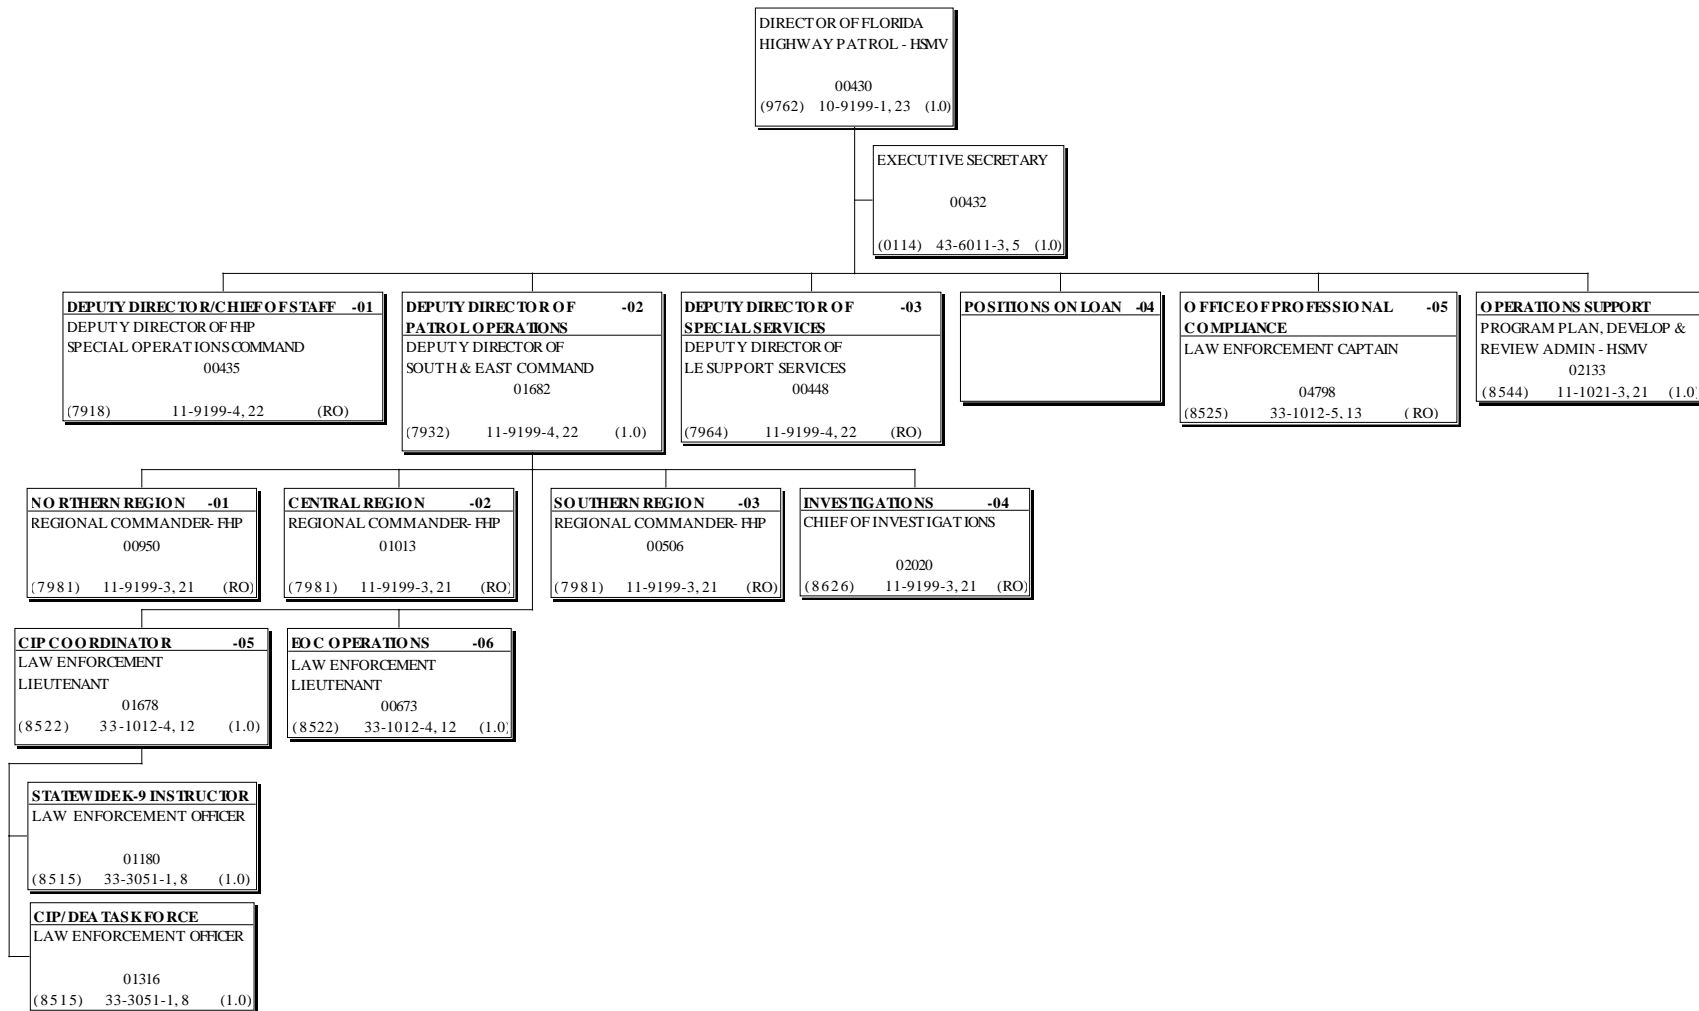 DIRECTOR OF FLORIDA
HIGHWAY PATROL - HSMV
00430
(9762) 10-9199-1, 23 (1.0)
EXECUTIVE SECRETARY
00432
(0114) 43-6011-3, 5 (1.0)
DEPUTY DIRECTOR/CHIEF OF STAFF -01
DEPUTY DIRECTOR OF FHP
SPECIAL OPERATIONS COMMAND
00435
(7918) 11-9199-4, 22 (RO)
DEPUTY DIRECTOR OF -02
PATROL OPERATIONS
DEPUTY DIRECTOR OF
SOUTH & EAST COMMAND
01682
(7932) 11-9199-4, 22 (1.0)
DEPUTY DIRECTOR OF -03
SPECIAL SERVICES
DEPUTY DIRECTOR OF
LE SUPPORT SERVICES
00448
(7964) 11-9199-4, 22 (RO)
POSITIONS ON LOAN -04
OFFICE OF PROFESSIONAL -05
COMPLIANCE
LAW ENFORCEMENT CAPTAIN
04798
(8525) 33-1012-5, 13 (RO)
OPERATIONS SUPPORT
PROGRAM PLAN, DEVELOP &
REVIEW ADMIN - HSMV
02133
(8544) 11-1021-3, 21 (1.0)
NORTHERN REGION -01
REGIONAL COMMANDER- FHP
00950
(7981) 11-9199-3, 21 (RO)
CENTRAL REGION -02
REGIONAL COMMANDER- FHP
01013
(7981) 11-9199-3, 21 (RO)
SOUTHERN REGION -03
REGIONAL COMMANDER- FHP
00506
(7981) 11-9199-3, 21 (RO)
INVESTIGATIONS -04
CHIEF OF INVESTIGATIONS
02020
(8626) 11-9199-3, 21 (RO)
CIP COORDINATOR -05
LAW ENFORCEMENT
LIEUTENANT
01678
(8522) 33-1012-4, 12 (1.0)
EOC OPERATIONS -06
LAW ENFORCEMENT
LIEUTENANT
00673
(8522) 33-1012-4, 12 (1.0)
STATEWIDE K-9 INSTRUCTOR
LAW ENFORCEMENT OFFICER
01180
(8515) 33-3051-1, 8 (1.0)
CIP/DEA TASK FORCE
LAW ENFORCEMENT OFFICER
01316
(8515) 33-3051-1, 8 (1.0)